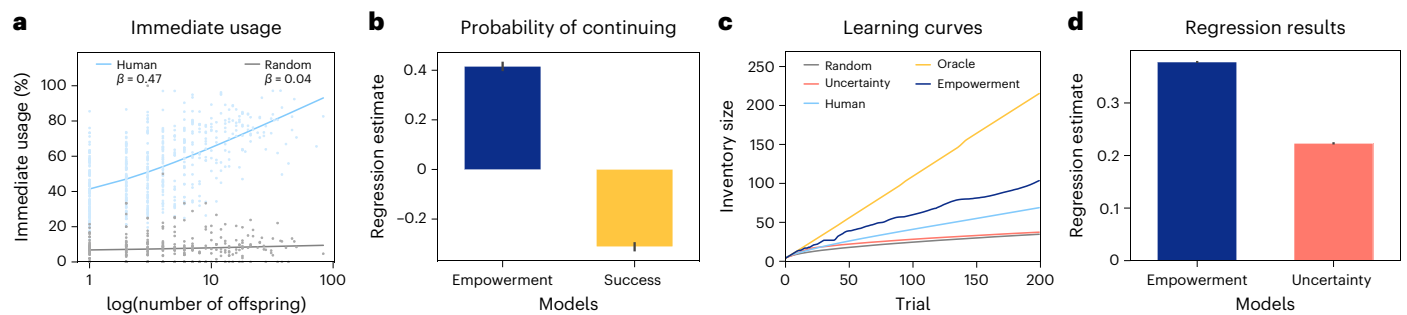 a
Immediate usage
Immediate usage (%)
100
80
60
40
20
0
Human
β = 0.47
Random
β = 0.04
1
10
100
log(number of offspring)
b
Probability of continuing
Regression estimate
0.4
0.2
0
−0.2
Empowerment
Success
Models
c
Learning curves
Inventory size
250
200
150
100
50
0
Random
Uncertainty
Human
Oracle
Empowerment
0
50
100
150
200
Trial
d
Regression results
Regression estimate
0.3
0.2
0.1
0
Empowerment
Uncertainty
Models